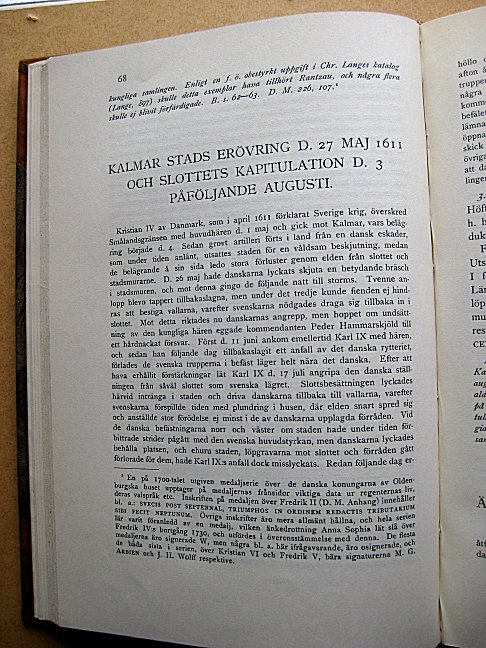 68
kungliga samlingen. Enligt en f. ö. obestyrkt uppgift i Chr. Langes katalog
(Lange, 897) skulle detta exemplar hava tillhört Rantzau, och några flera
skulle ej blivit förfärdigade. B. 1. 62—63. D. M. 226, 107.¹
KALMAR STADS ERÖVRING D. 27 MAJ 1611
OCH SLOTTETS KAPITULATION D. 3
PÅFÖLJANDE AUGUSTI.
Kristian IV av Danmark, som i april 1611 förklarat Sverige krig, överskred
Smålandsgränsen med huvudhären d. 1 maj och gick mot Kalmar, vars beläg-
ring började d. 4. Sedan grovt artilleri förts i land från en dansk eskader,
som under tiden anlänt, utsattes staden för en våldsam beskjutning, medan
de belägrande å sin sida ledo stora förluster genom elden från slottet och
stadsmurarne. D. 26 maj hade danskarna lyckats skjuta en betydande bräsch
i stadsmuren, och mot denna gingo de följande natt till storms. Tvenne an-
lopp blevo tappert tillbakaslagna, men under det tredje kunde fienden ej hind-
ras att bestiga vallarna, varefter svenskarna nödgades draga sig tillbaka in i
slottet. Mot detta riktades nu danskarnas angrepp, men hoppet om undsätt-
ning av den kungliga hären eggade kommendanten Peder Hammarskjöld till
ett hårdnackat försvar. Först d. 11 juni ankom emellertid Karl IX med hären,
och sedan han följande dag tillbakaslagit ett anfall av det danska rytteriet,
förlades de svenska trupperna i befäst läger helt nära det danska. Efter att
hava erhållit förstärkningar lät Karl IX d. 17 juli angripa den danska ställ-
ningen från såväl slottet som svenska lägret. Slottsbesättningen lyckades
härvid intränga i staden och driva danskarna tillbaka till vallarna, varefter
svenskarna förspillde tiden med plundring i husen, där elden snart spred sig
och anställde stor förödelse ej minst i de av danskarna upplagda förråden. Vid
de danska befästningarna norr och väster om staden hade under tiden för-
bittrade strider pågått med den svenska huvudstyrkan, men danskarna lyckades
behålla platsen, och ehuru staden, löpgravarna mot slottet och förråden gått
förlorade för dem, hade Karl IX:s anfall dock misslyckats. Redan följande dag er-
¹ En på 1700-talet utgiven medaljserie över de danska konungarna av Olden-
burgska huset upptager på medaljernas frånsidor viktiga data ur regenternas liv,
deras valspråk etc. Inskriften på medaljen över Fredrik II (D. M. Anhang) innehåller
bl. a.: SVECIS POST SEPTENNAL, TRIUMPHOS IN ORDINEM REDACTIS TRIBUTARIUM
SIBI FECIT NEPTUNUM. Övriga inskrifter äro mera allmänt hållna, och hela serien
lär varit föranledd av en medalj, vilken änkedrottning Anna Sophia lät slå över
Fredrik IV:s bortgång 1730, och utfördes i överensstämmelse med denna. De flesta
medaljerna äro signerade W, men några bl. a. här ifrågavarande, äro osignerade, och
de båda sista i serien, över Kristian VI och Fredrik V, bära signaturerna M. G.
ARBIEN och J. H. WOLFF respektive.